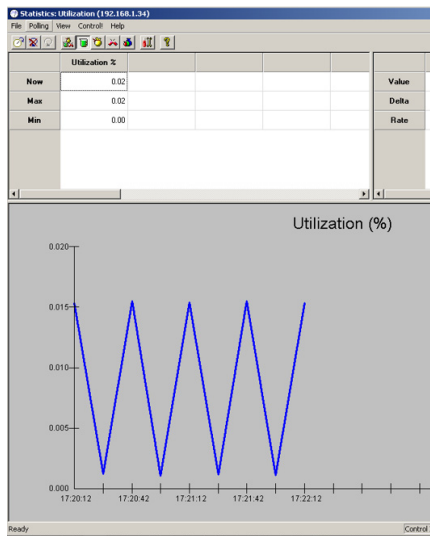 Statistics: Utilization (192.168.1.34)
File Polling View Control! Help
Utilization %
Now 0.02 Value
Max 0.02 Delta
Min 0.00 Rate
Utilization (%)
0.020
0.015
0.010
0.005
0.000
17:20:12 17:20:42 17:21:12 17:21:42 17:22:12
Ready Control